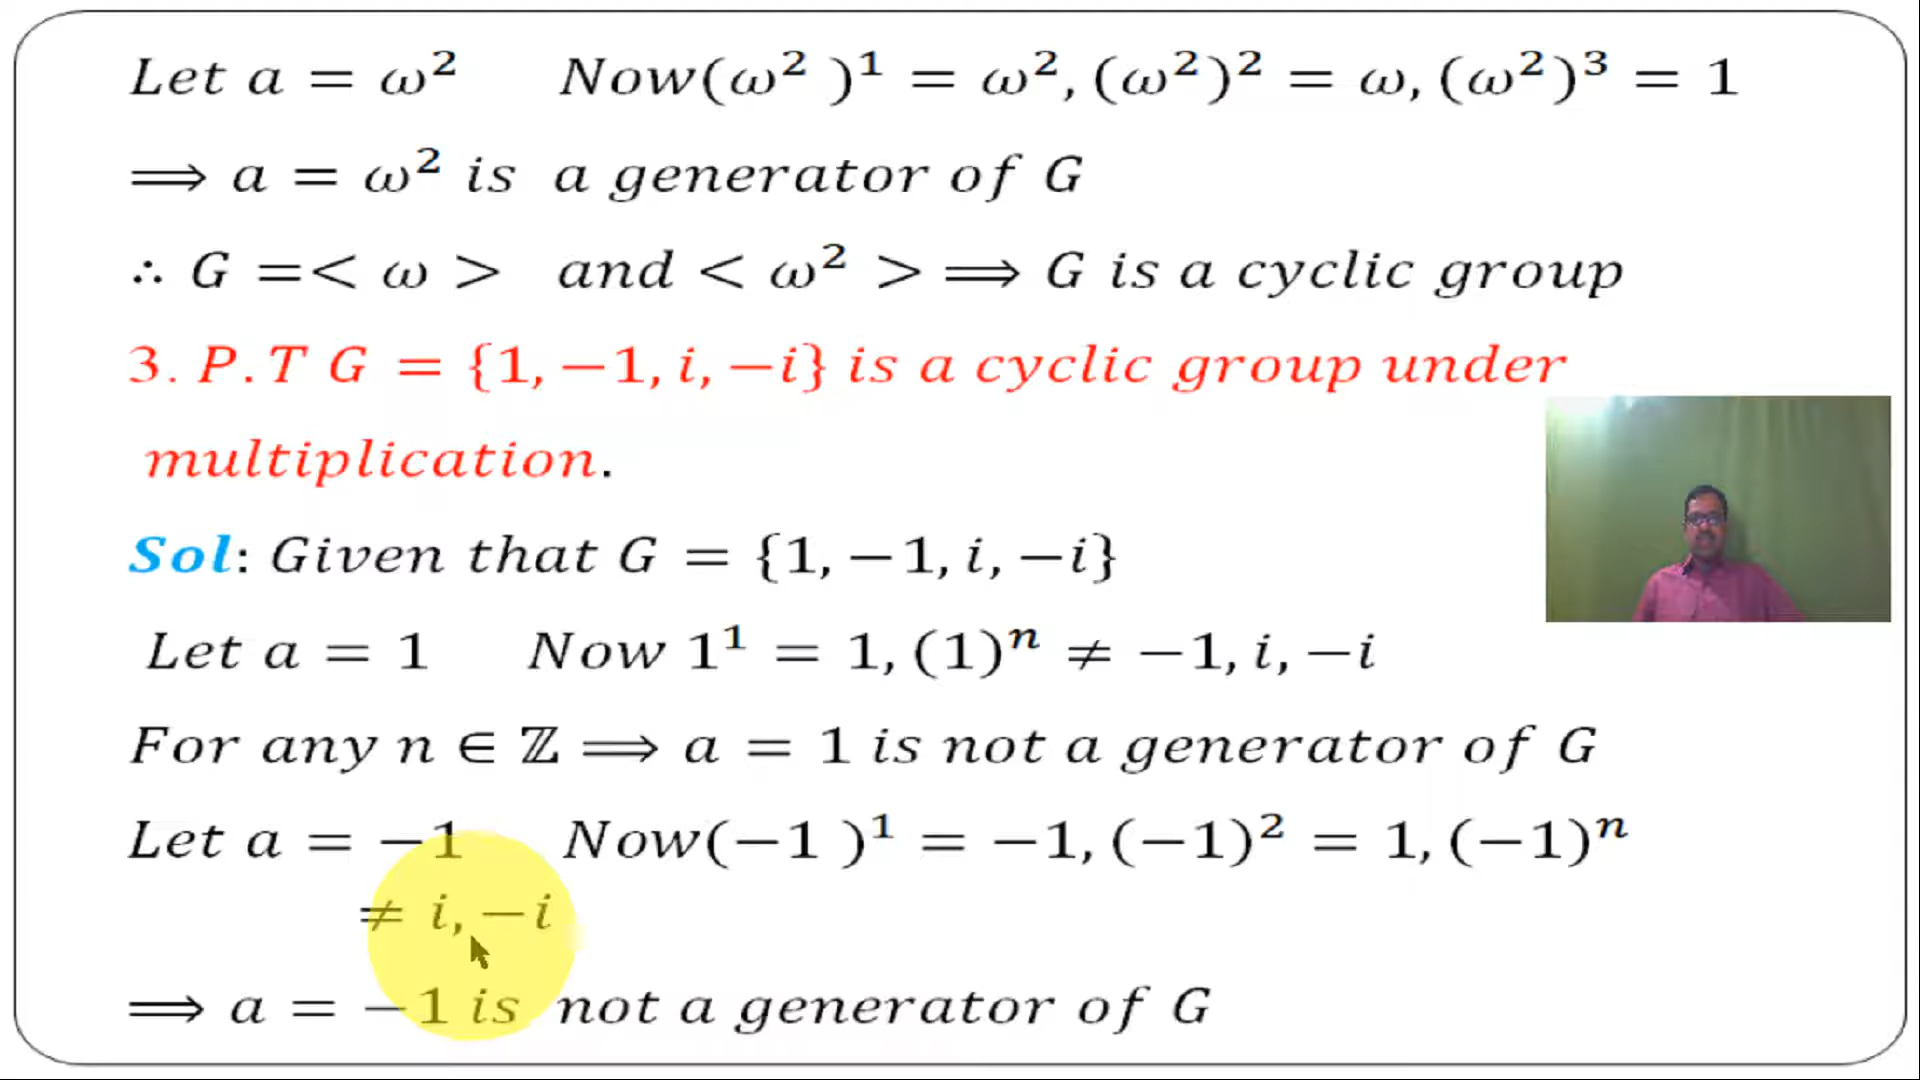 Let a = ω² Now(ω² )¹ = ω², (ω²)² = ω, (ω²)³ = 1
⟹ a = ω² is a generator of G
∴ G =< ω > and < ω² >⟹ G is a cyclic group
3. P.T G = {1, −1, i, −i} is a cyclic group under
multiplication.
Sol: Given that G = {1, −1, i, −i}
Let a = 1 Now 1¹ = 1, (1)ⁿ ≠ −1, i, −i
For any n ∈ ℤ ⟹ a = 1 is not a generator of G
Let a = −1 Now(−1 )¹ = −1, (−1)² = 1, (−1)ⁿ
≠ i, −i
⟹ a = −1 is not a generator of G